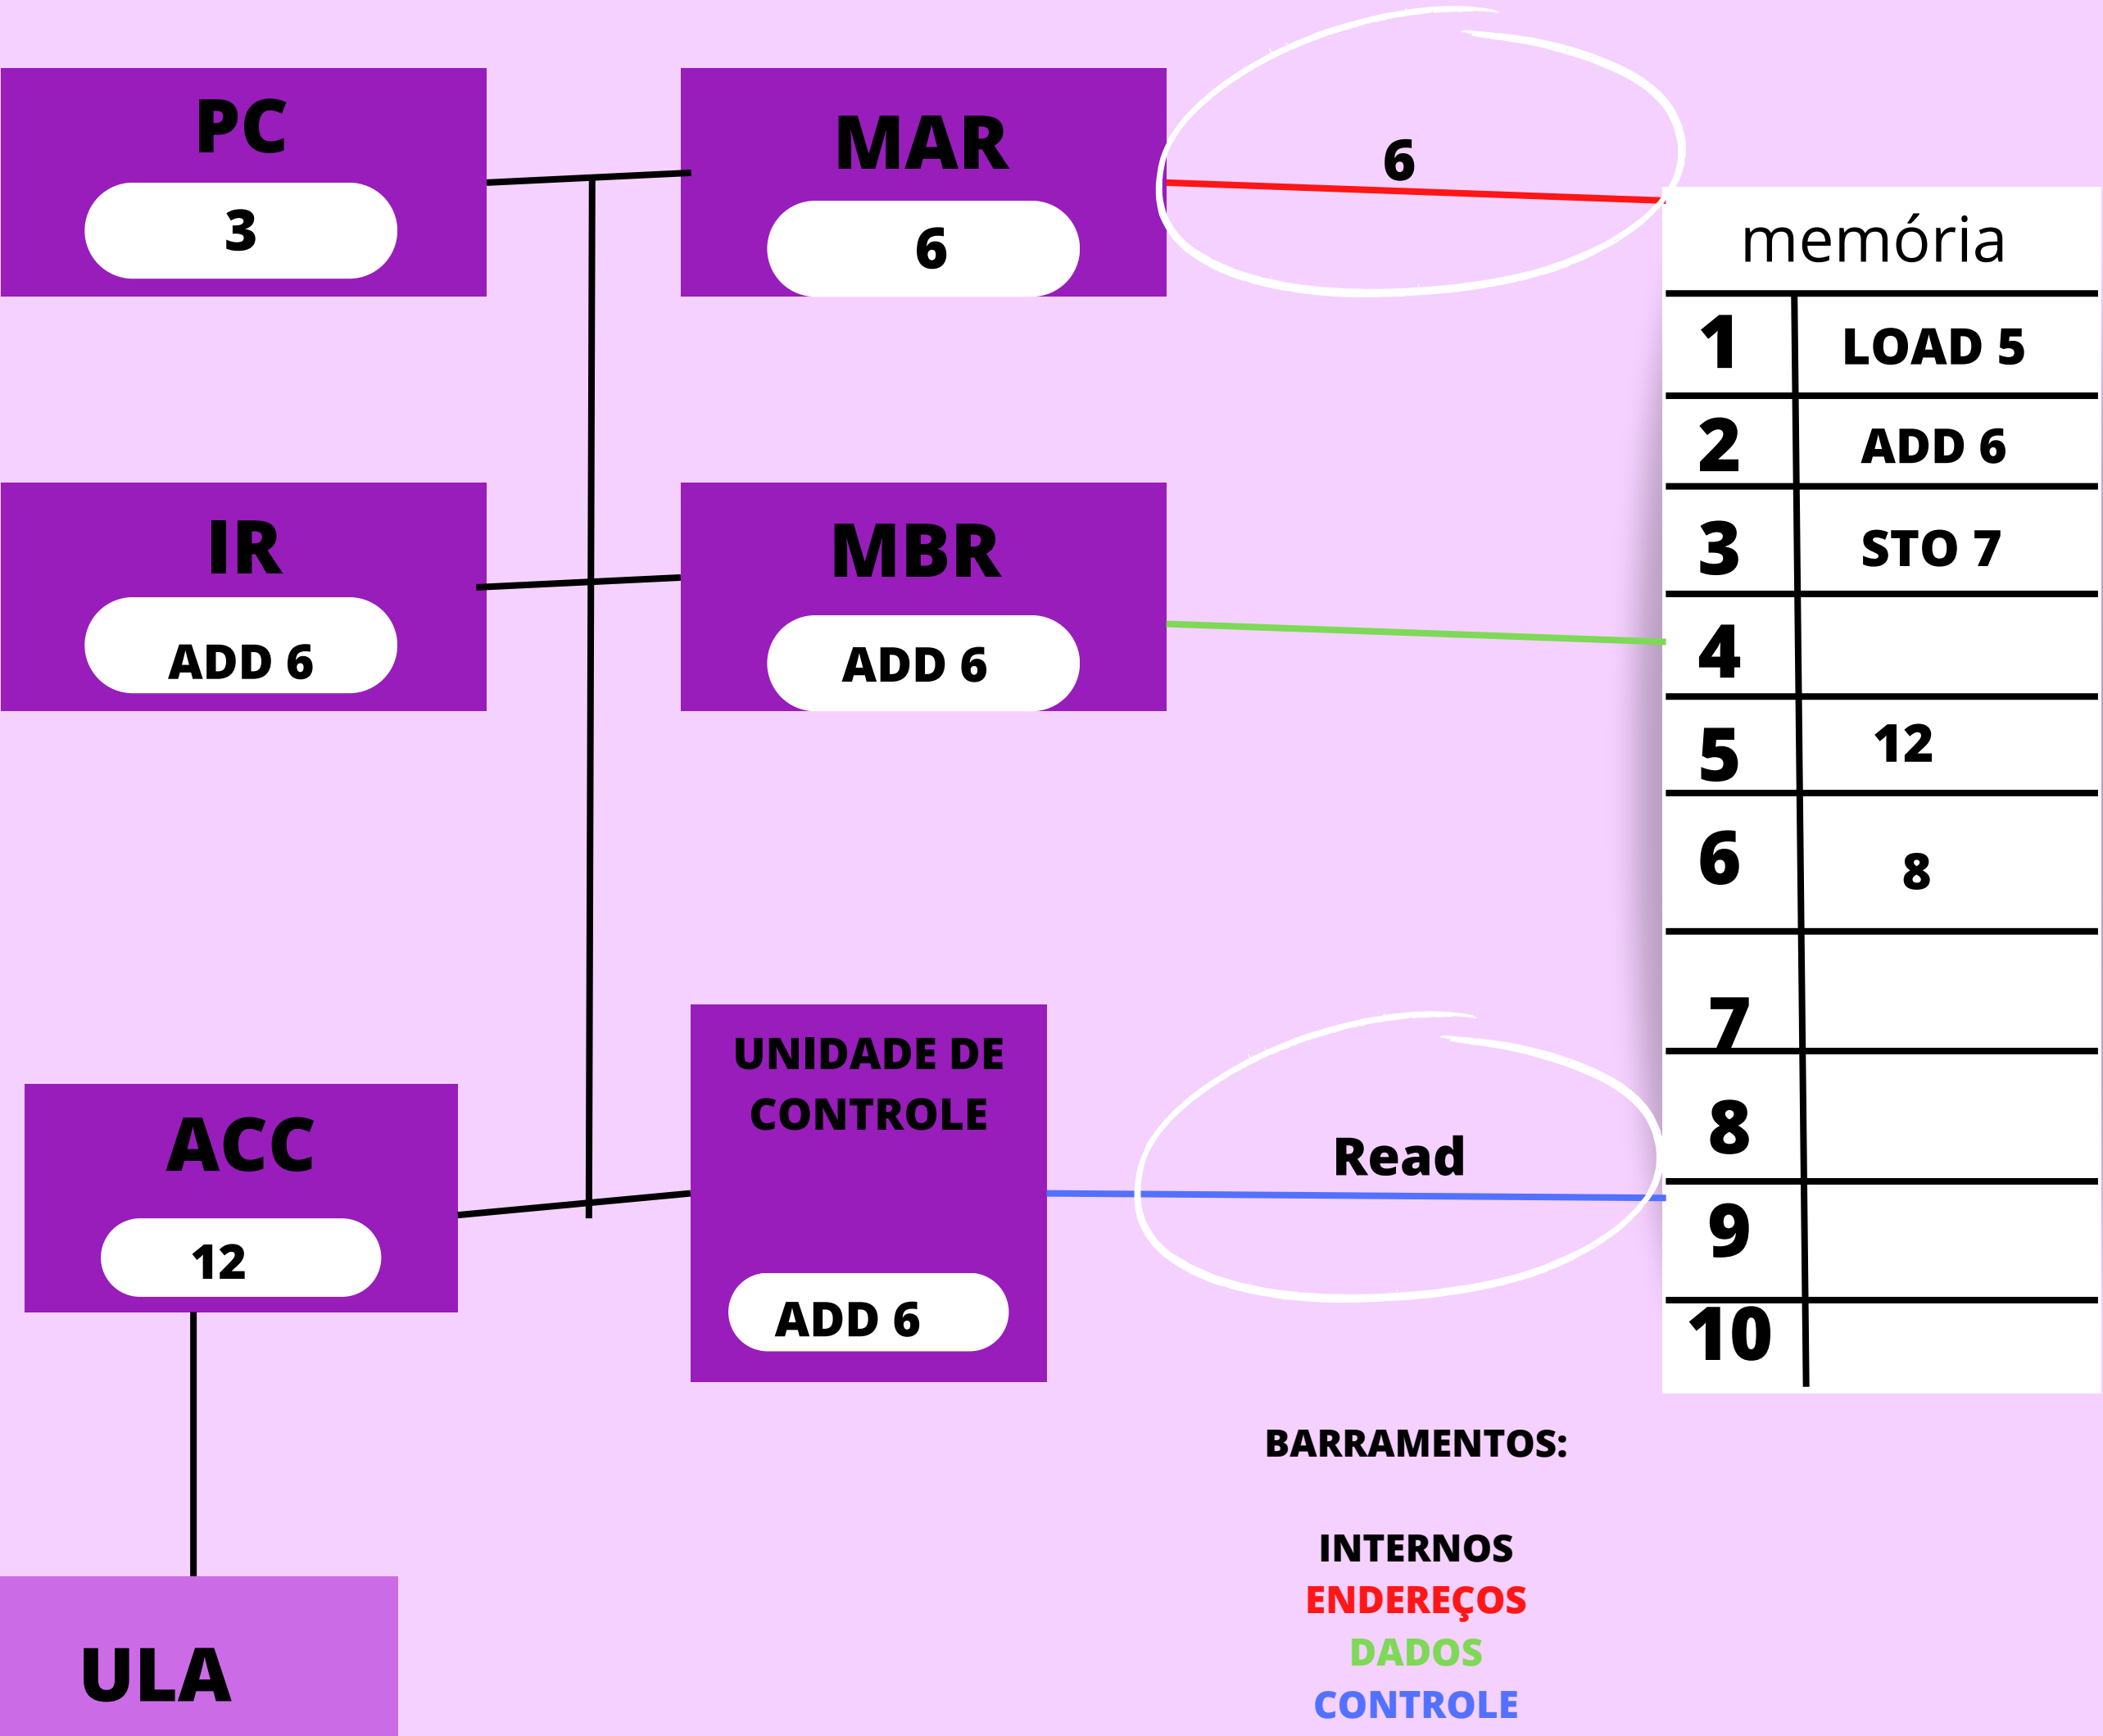 PC
3
MAR
6
6
memória
1 LOAD 5
2 ADD 6
3 STO 7
4
5 12
6 8
7
8
9
10
IR
ADD 6
MBR
ADD 6
ACC
12
UNIDADE DE
CONTROLE
ADD 6
Read
ULA
BARRAMENTOS:
INTERNOS
ENDEREÇOS
DADOS
CONTROLE